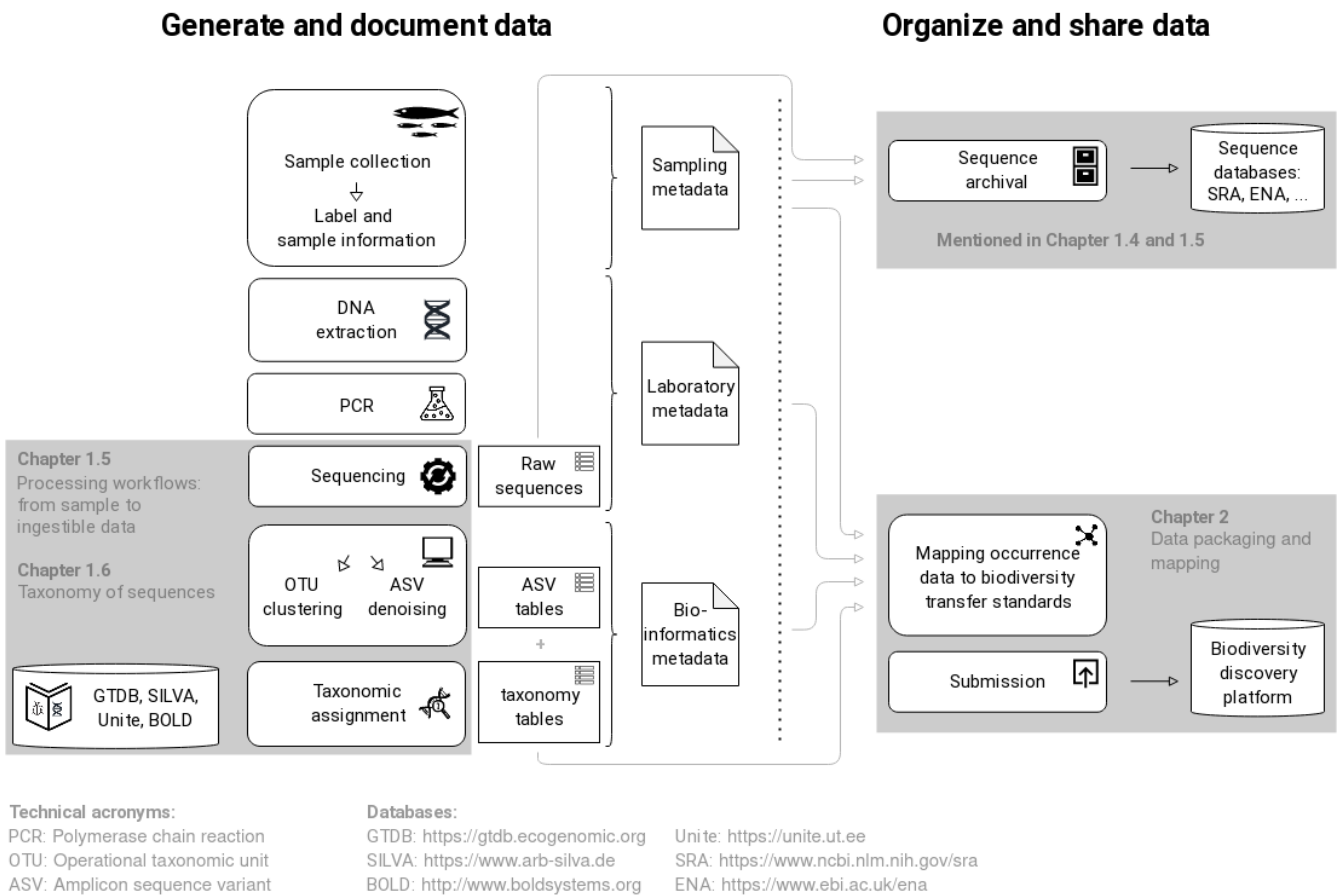 Generate and document data
Organize and share data
Sample collection
Label and
sample information
DNA
extraction
PCR
Chapter 1.5
Processing workflows:
from sample to
ingestible data
Chapter 1.6
Taxonomy of sequences
Sequencing
OTU
clustering
ASV
denoising
GTDB, SILVA,
Unite, BOLD
Taxonomic
assignment
Raw
sequences
ASV
tables
+
taxonomy
tables
Sampling
metadata
Laboratory
metadata
Bio-
informatics
metadata
Sequence
archival
Sequence
databases:
SRA, ENA, ...
Mentioned in Chapter 1.4 and 1.5
Mapping occurrence
data to biodiversity
transfer standards
Chapter 2
Data packaging and
mapping
Submission
Biodiversity
discovery
platform
Technical acronyms:
PCR: Polymerase chain reaction
OTU: Operational taxonomic unit
ASV: Amplicon sequence variant
Databases:
GTDB: https://gtdb.ecogenomic.org
SILVA: https://www.arb-silva.de
BOLD: http://www.boldsystems.org
Unite: https://unite.ut.ee
SRA: https://www.ncbi.nlm.nih.gov/sra
ENA: https://www.ebi.ac.uk/ena